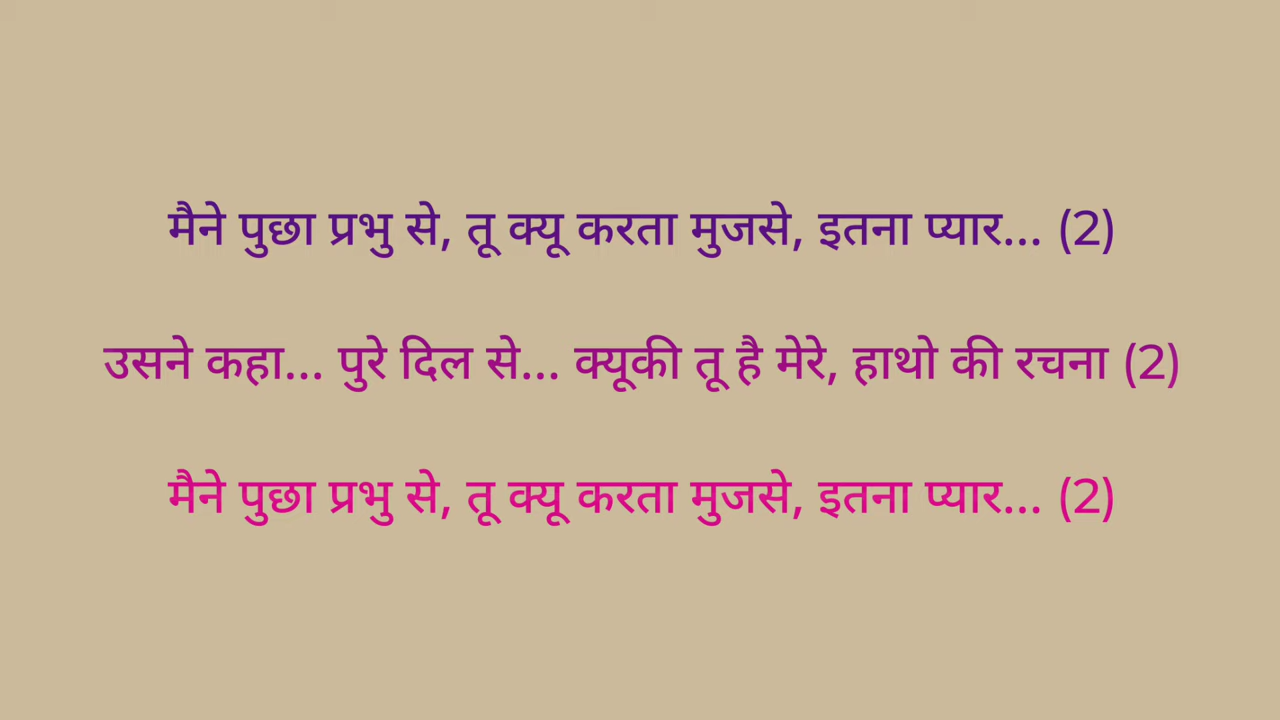 मैने पुछा प्रभु से, तू क्यू करता मुजसे, इतना प्यार... (2)
उसने कहा... पुरे दिल से... क्यूकी तू है मेरे, हाथो की रचना (2)
मैने पुछा प्रभु से, तू क्यू करता मुजसे, इतना प्यार... (2)